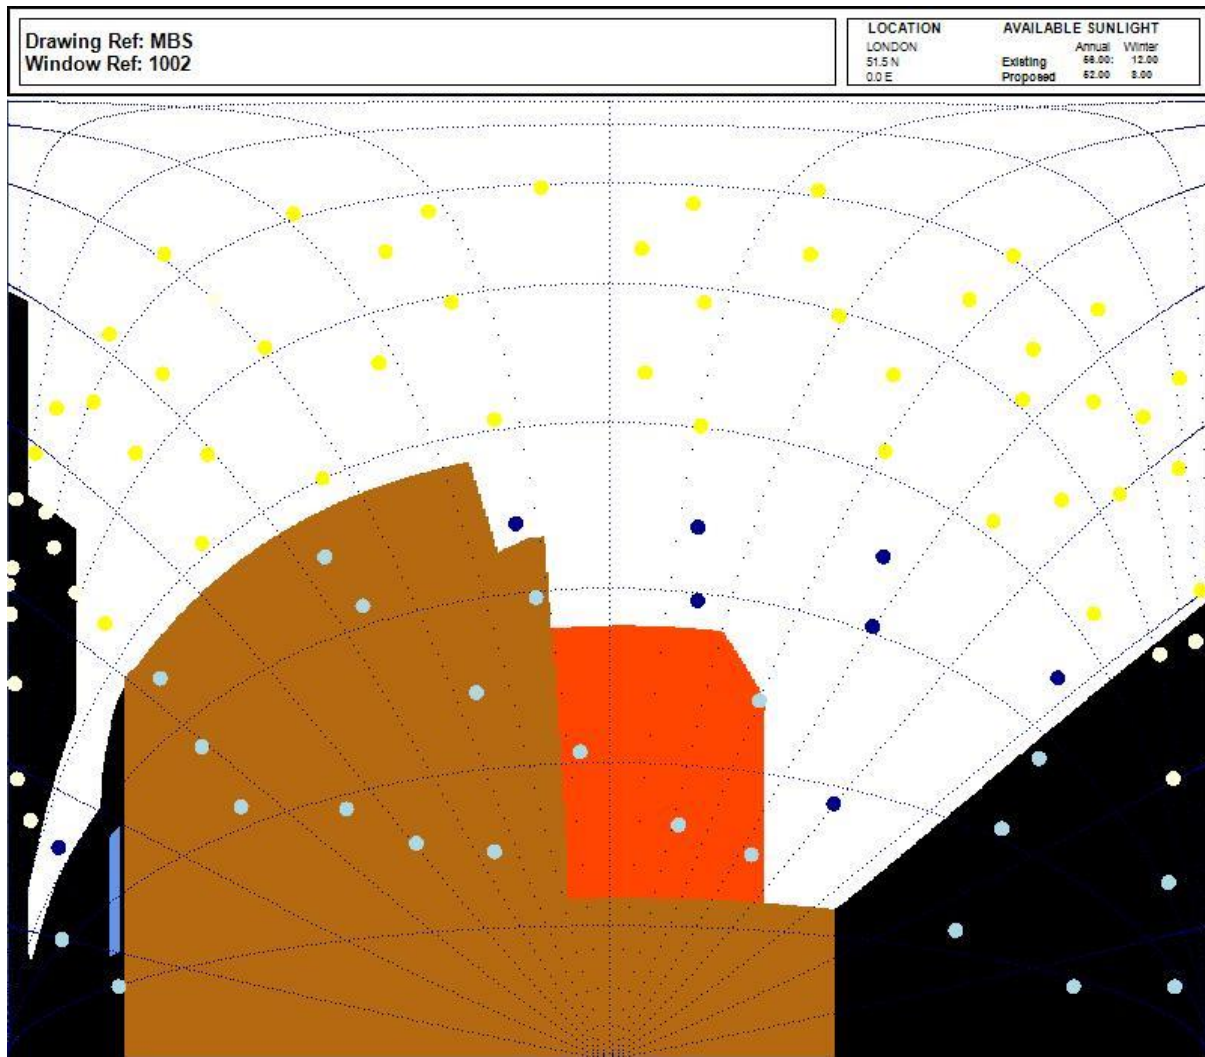 Drawing Ref: MBS
Window Ref: 1002
LOCATION
LONDON
51.5 N
0.0 E
AVAILABLE SUNLIGHT
Annual Winter
Existing 56.00: 12.00
Proposed 52.00 8.00